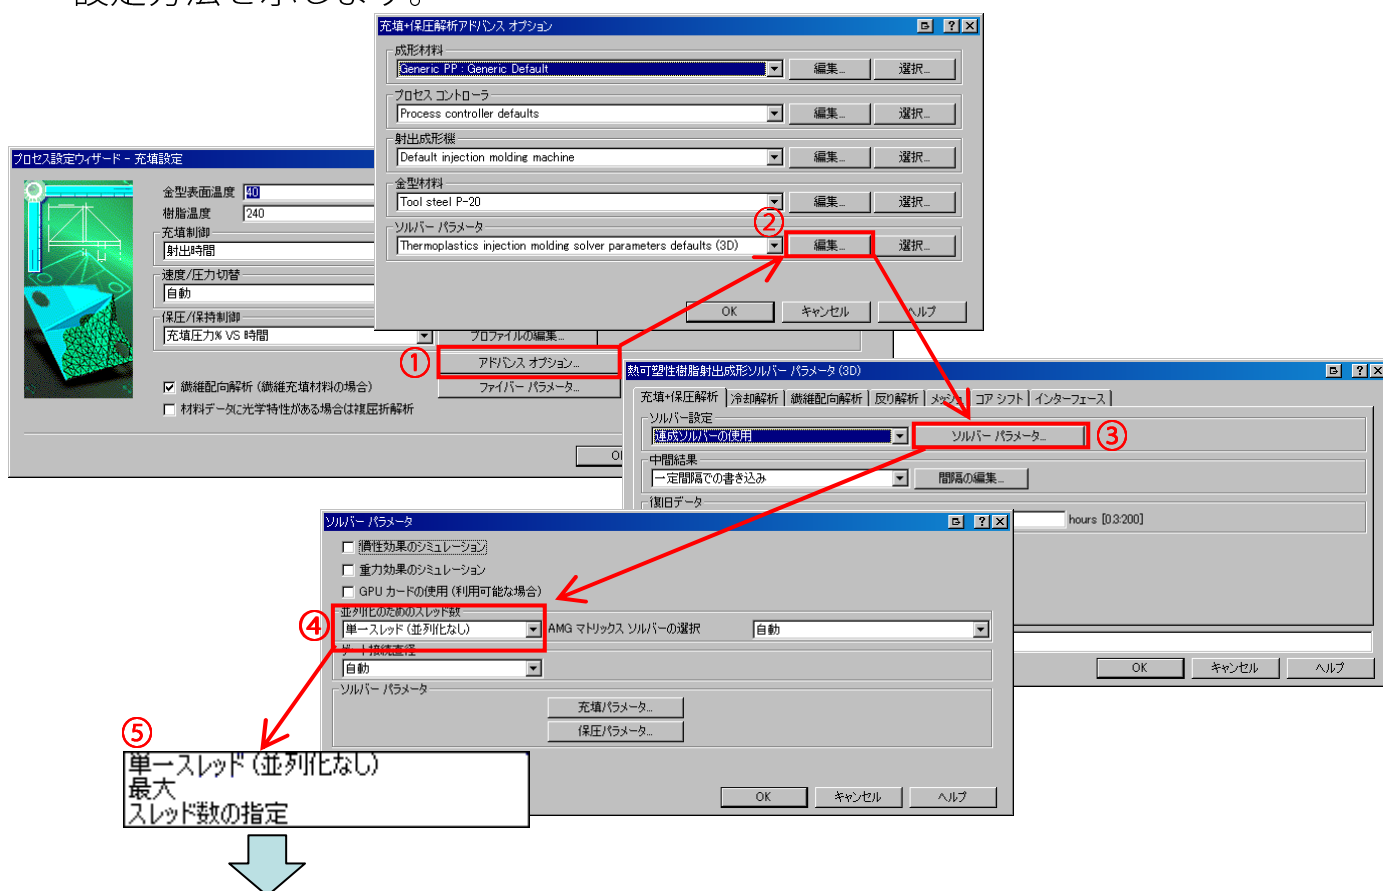 設定方法を示します。
充填+保圧解析アドバンス オプション
成形材料
Generic PP : Generic Default
編集...
選択...
プロセス コントローラ
Process controller defaults
編集...
選択...
射出成形機
Default injection molding machine
編集...
選択...
金型材料
Tool steel P-20
編集...
選択...
②
ソルバー パラメータ
Thermoplastics injection molding solver parameters defaults (3D)
編集...
選択...
OK
キャンセル
ヘルプ
プロセス設定ウィザード - 充填設定
金型表面温度
40
樹脂温度
240
充填制御
射出時間
速度/圧力切替
自動
保圧/保持制御
充填圧力% VS 時間
プロファイルの編集...
①
アドバンス オプション...
繊維配向解析 (繊維充填材料の場合)
ファイバー パラメータ...
材料データに光学特性がある場合は複屈折解析
熱可塑性樹脂射出成形ソルバー パラメータ (3D)
充填+保圧解析
冷却解析
繊維配向解析
反り解析
メッシュ
コア シフト
インターフェース
ソルバー設定
連成ソルバーの使用
ソルバー パラメータ...
③
中間結果
一定間隔での書き込み
間隔の編集...
復旧データ
hours [0.3:200]
OK
キャンセル
ヘルプ
ソルバー パラメータ
慣性効果のシミュレーション
重力効果のシミュレーション
GPU カードの使用 (利用可能な場合)
並列化のためのスレッド数
④
単一スレッド (並列化なし)
AMG マトリックス ソルバーの選択
自動
ゲート接続直径
自動
ソルバー パラメータ
充填パラメータ...
保圧パラメータ...
OK
キャンセル
ヘルプ
⑤
単一スレッド (並列化なし)
最大
スレッド数の指定